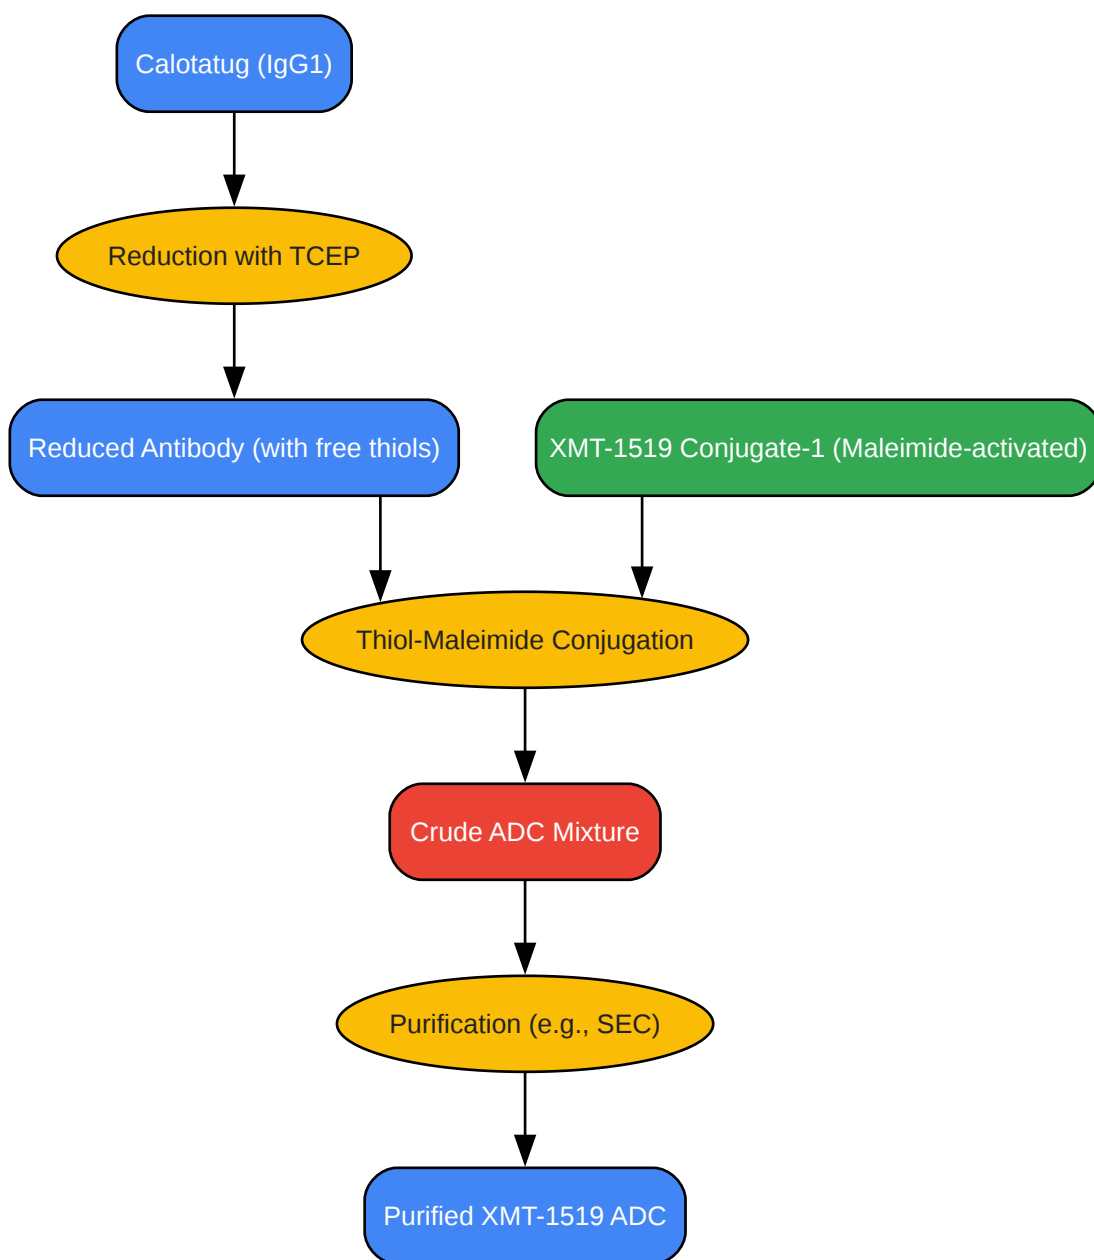 Calotatug (IgG1)
Reduction with TCEP
Reduced Antibody (with free thiols)
XMT-1519 Conjugate-1 (Maleimide-activated)
Thiol-Maleimide Conjugation
Crude ADC Mixture
Purification (e.g., SEC)
Purified XMT-1519 ADC